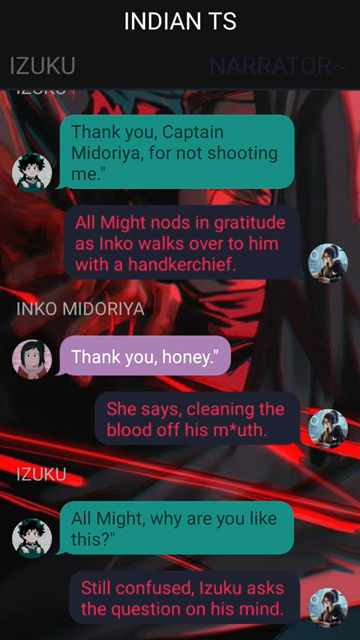 INDIAN TS
IZUKU
NARRATOR~
IZUKU
Thank you, Captain
Midoriya, for not shooting
me."
All Might nods in gratitude
as Inko walks over to him
with a handkerchief.
INKO MIDORIYA
Thank you, honey."
She says, cleaning the
blood off his m*uth.
IZUKU
All Might, why are you like
this?"
Still confused, Izuku asks
the question on his mind.